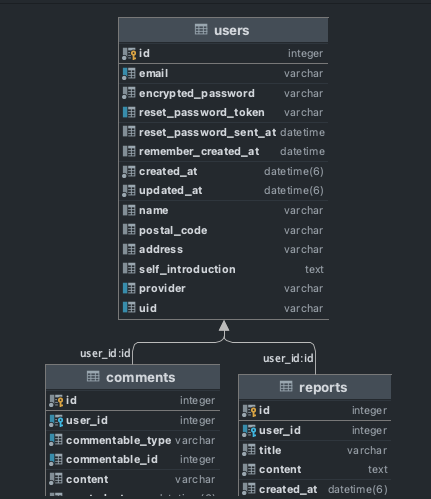 users
id integer
email varchar
encrypted_password varchar
reset_password_token varchar
reset_password_sent_at datetime
remember_created_at datetime
created_at datetime(6)
updated_at datetime(6)
name varchar
postal_code varchar
address varchar
self_introduction text
provider varchar
uid varchar
user_id:id
user_id:id
comments
id integer
user_id integer
commentable_type varchar
commentable_id integer
content varchar
reports
id integer
user_id integer
title varchar
content text
created_at datetime(6)